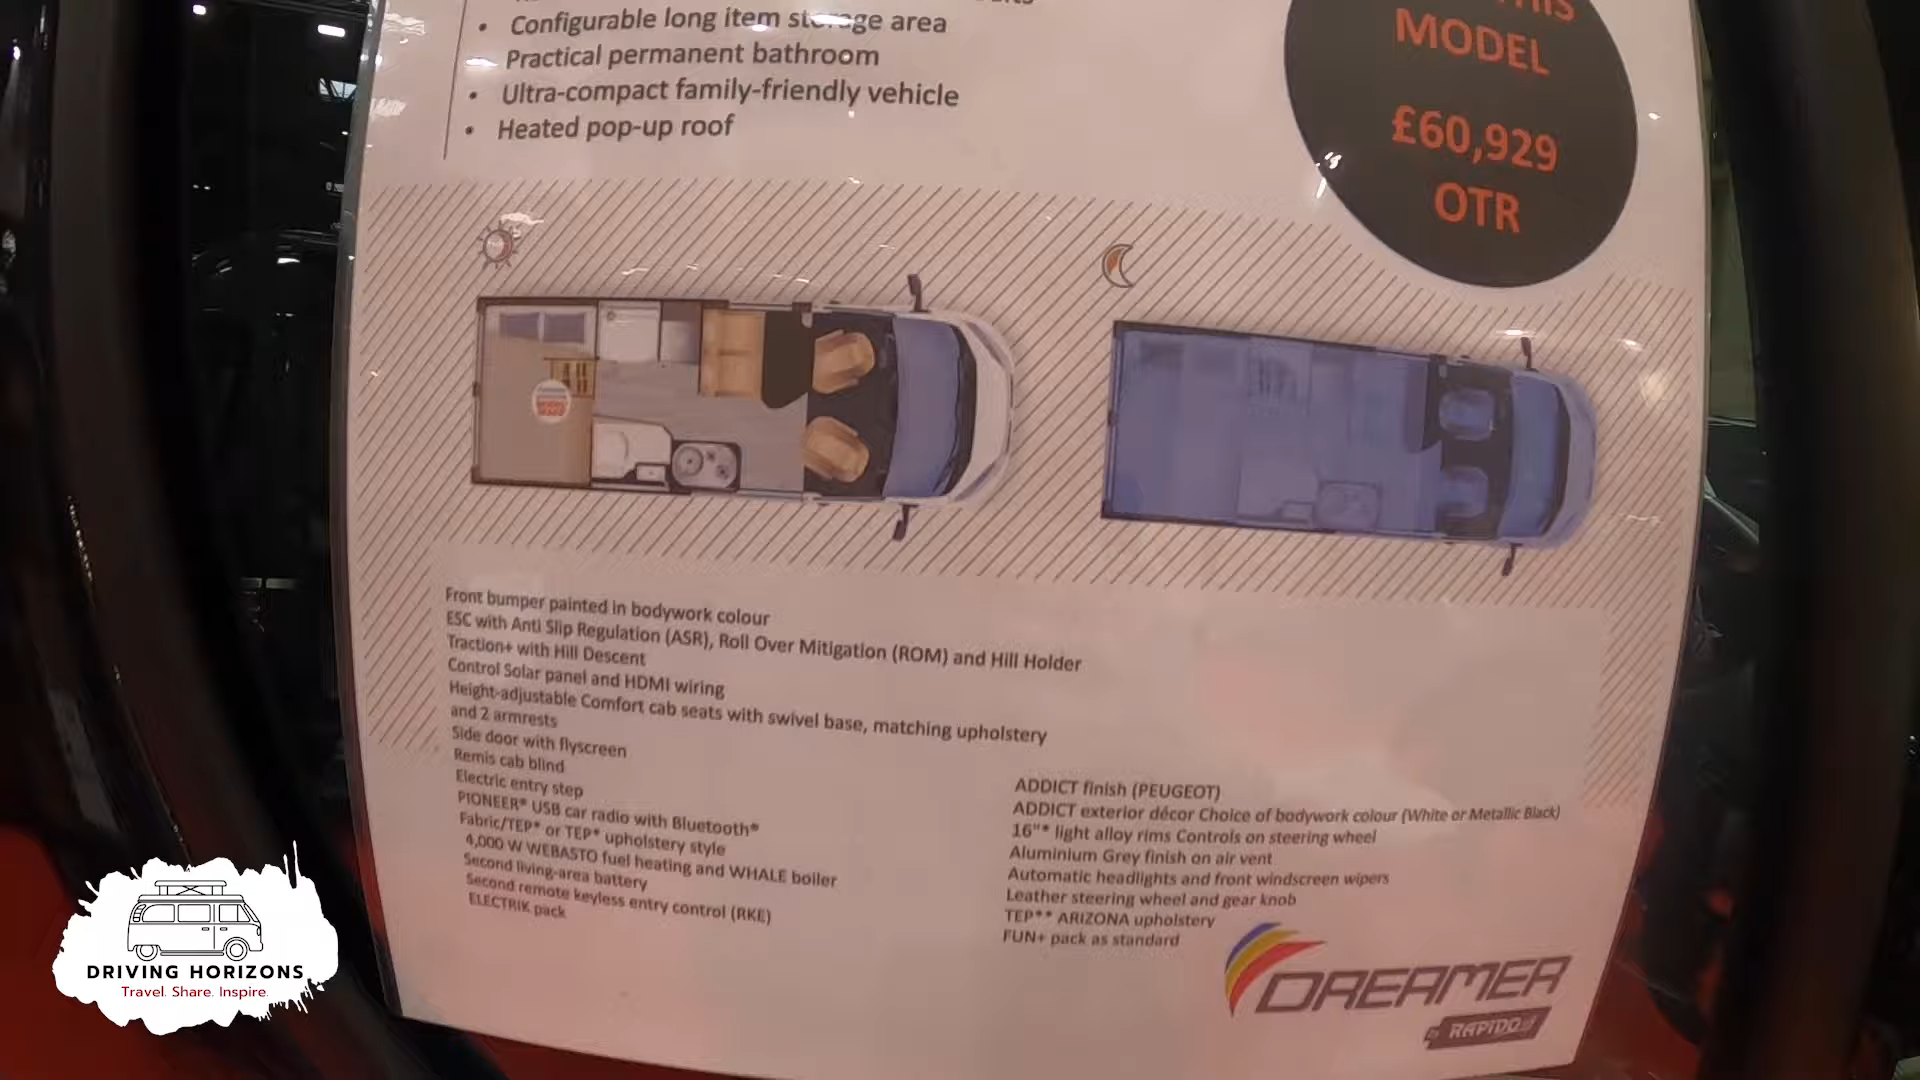 Configurable long item storage area
Practical permanent bathroom
Ultra-compact family-friendly vehicle
Heated pop-up roof
MODEL
£60,929
OTR
Front bumper painted in bodywork colour
ESC with Anti Slip Regulation (ASR), Roll Over Mitigation (ROM) and Hill Holder
Traction+ with Hill Descent
Control Solar panel and HDMI wiring
Height-adjustable Comfort cab seats with swivel base, matching upholstery
and 2 armrests
Side door with flyscreen
Remis cab blind
Electric entry step
PIONEER® USB car radio with Bluetooth®
Fabric/TEP* or TEP* upholstery style
4,000 W WEBASTO fuel heating and WHALE boiler
Second living-area battery
Second remote keyless entry control (RKE)
ELECTRIK pack
ADDICT finish (PEUGEOT)
ADDICT exterior décor Choice of bodywork colour (White or Metallic Black)
16"* light alloy rims Controls on steering wheel
Aluminium Grey finish on air vent
Automatic headlights and front windscreen wipers
Leather steering wheel and gear knob
TEP** ARIZONA upholstery
FUN+ pack as standard
DREAMER
by RAPIDO
DRIVING HORIZONS
Travel. Share. Inspire.